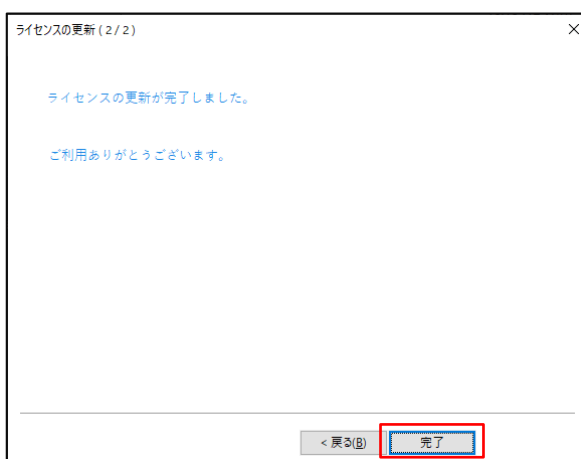 ライセンスの更新(2/2)
ライセンスの更新が完了しました。
ご利用ありがとうございます。
< 戻る(B)
完了